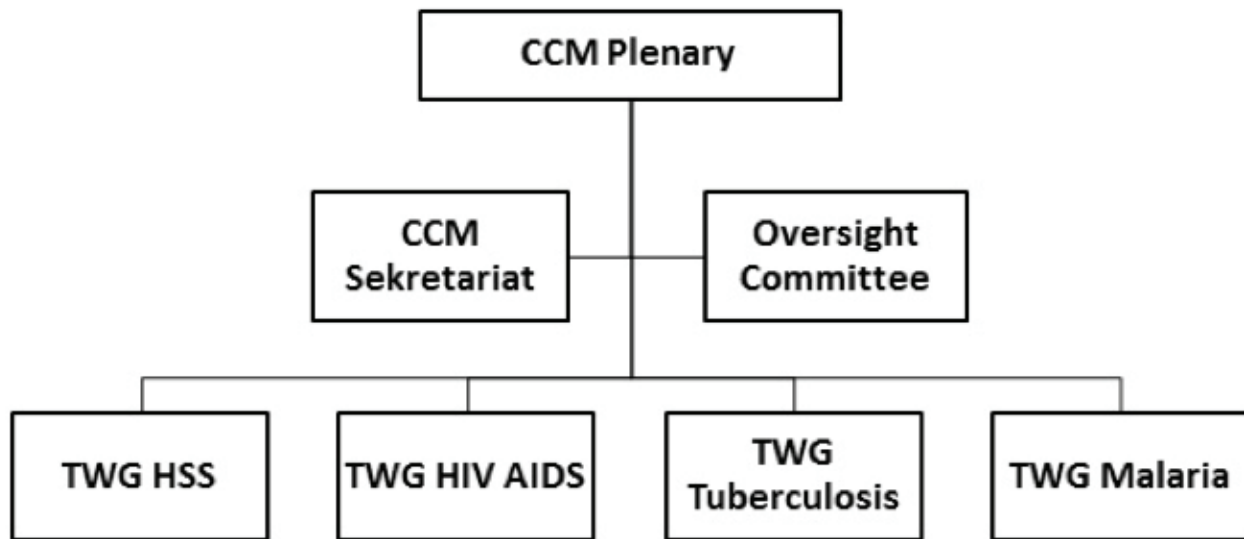 CCM Plenary
CCM
Sekretariat
Oversight
Committee
TWG HSS
TWG HIV AIDS
TWG
Tuberculosis
TWG Malaria